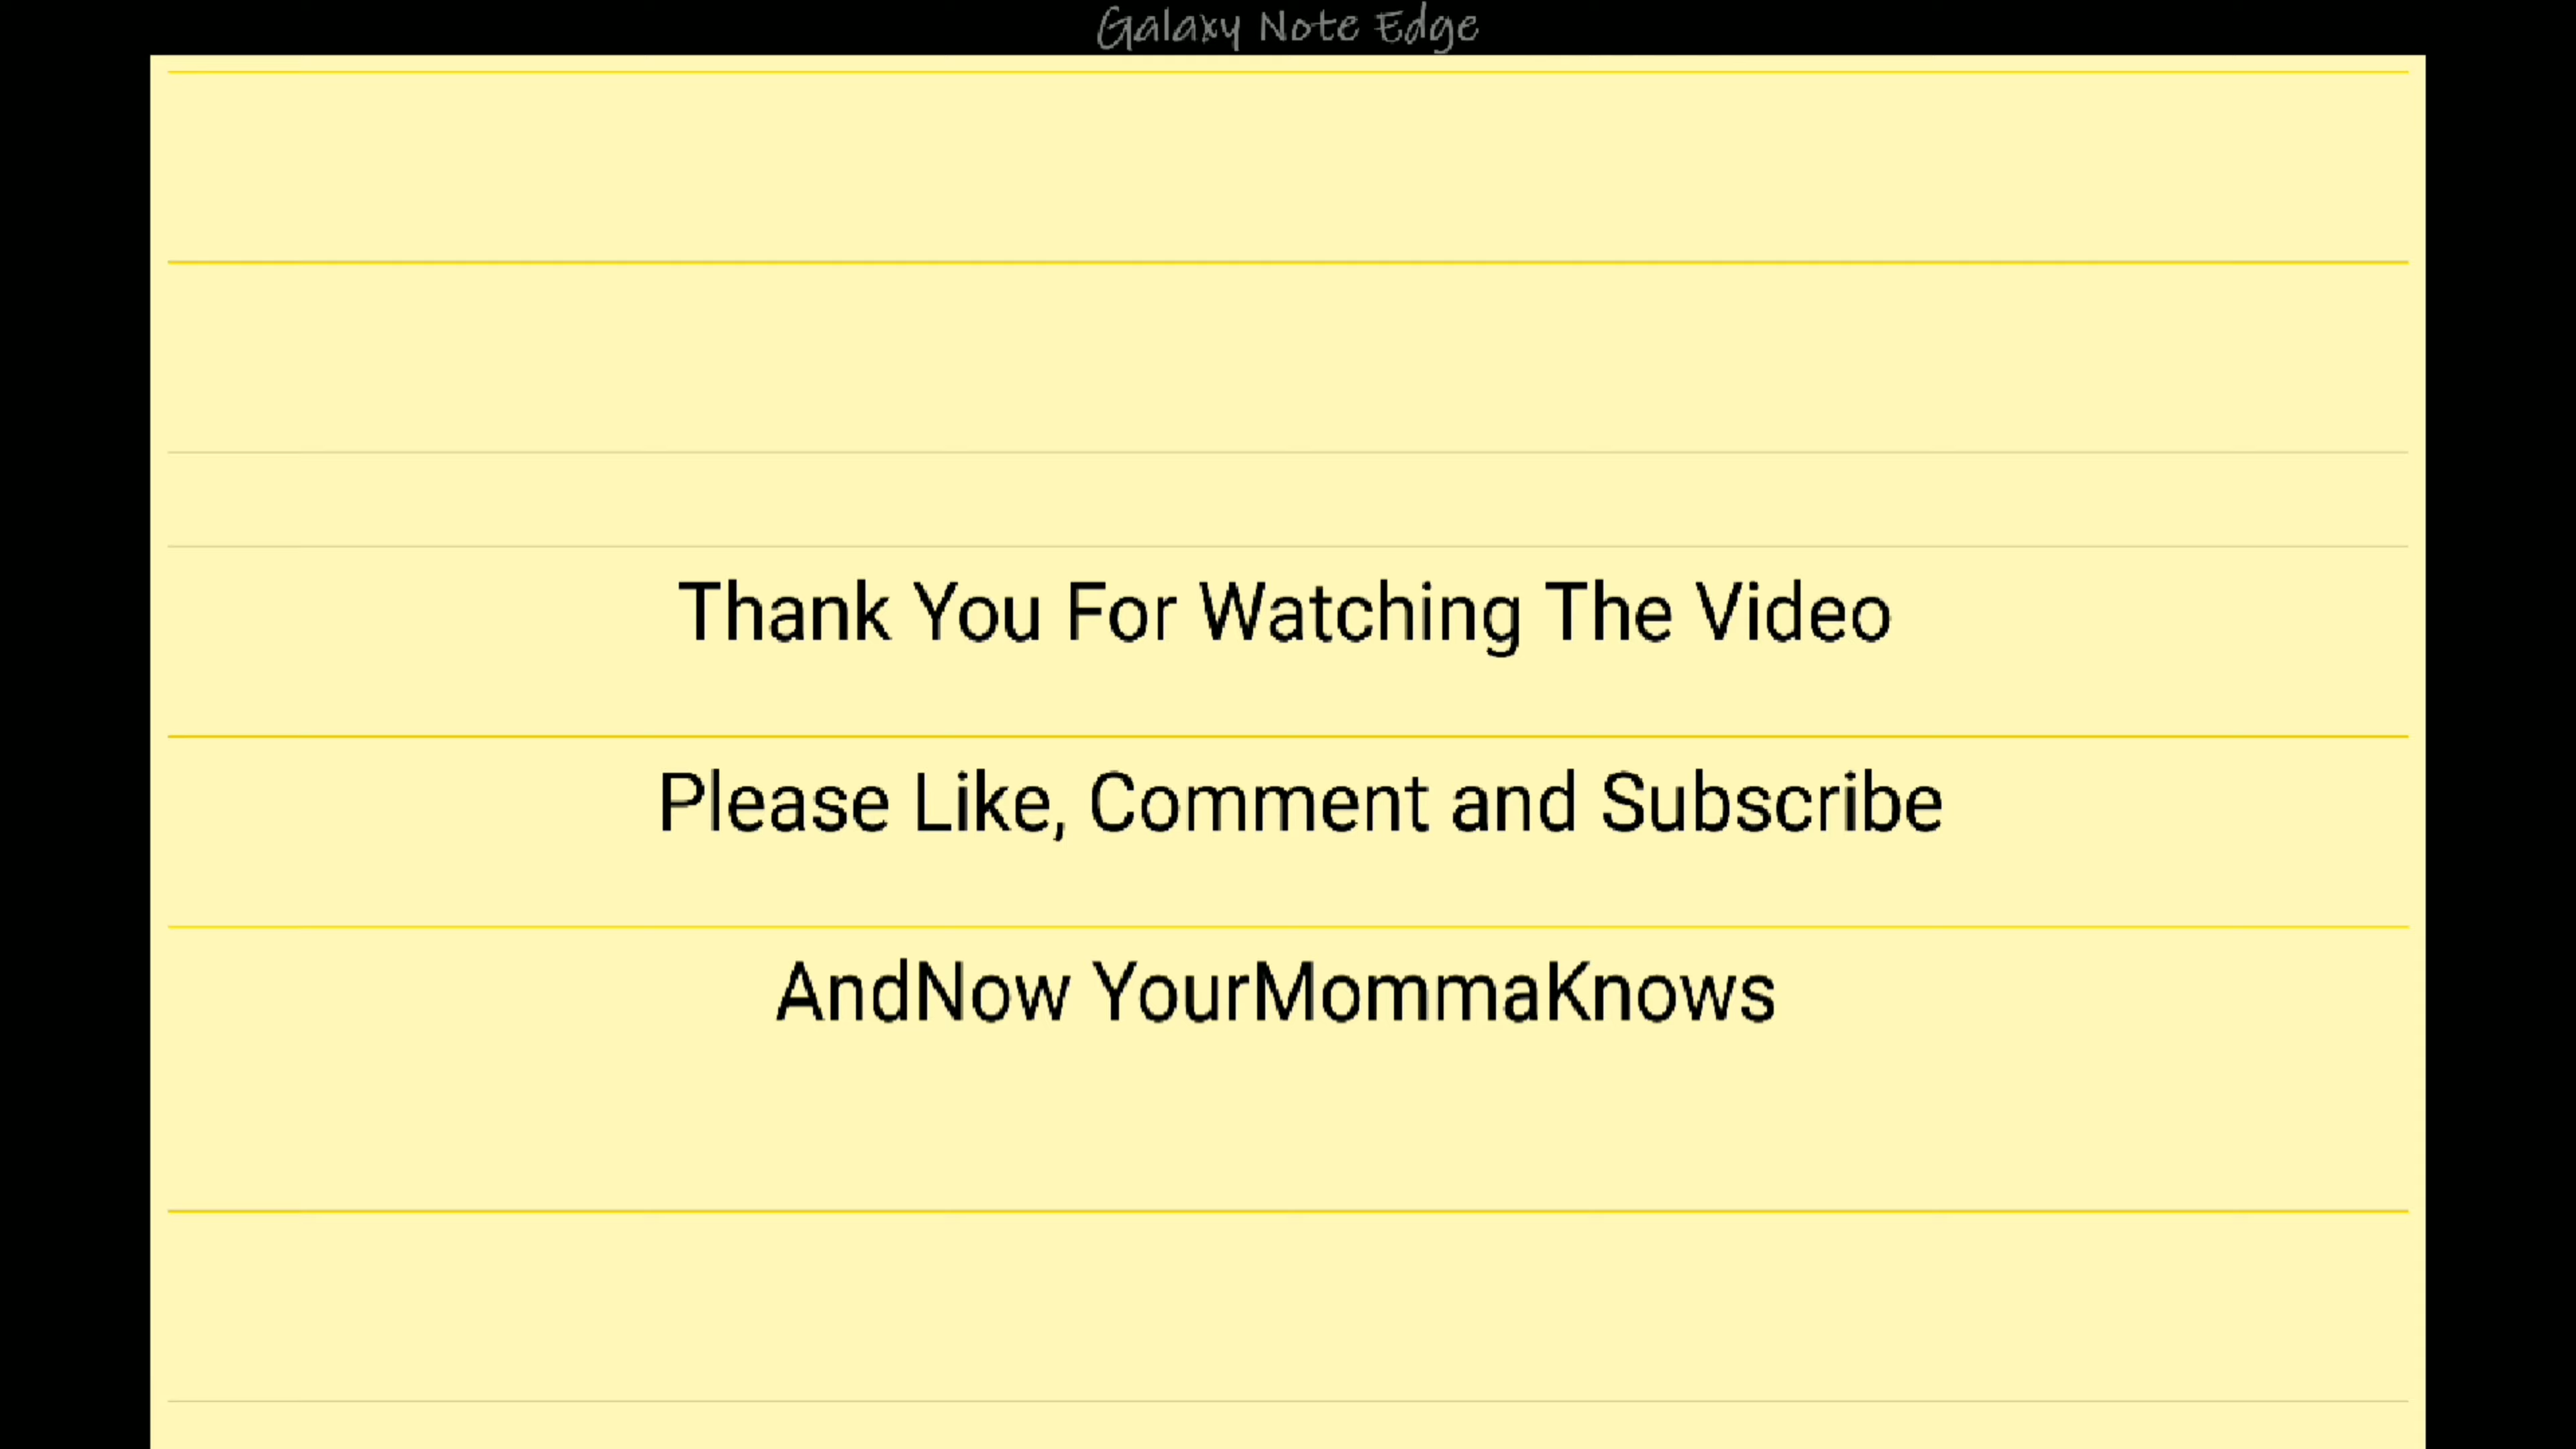 Galaxy Note Edge
Thank You For Watching The Video
Please Like, Comment and Subscribe
AndNow YourMommaKnows